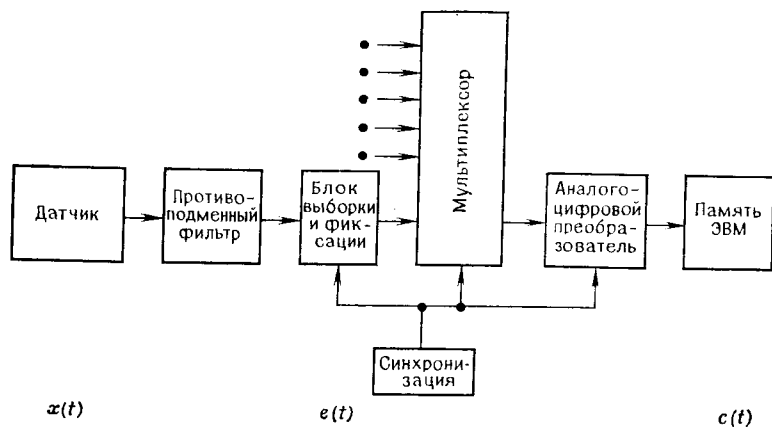 Датчик
Противо-
подменный
фильтр
Блок
выборки
и фик-
сации
Мультиплексор
Аналого-
цифровой
преобра-
зователь
Память
ЭВМ
Синхрони-
зация
x(t)
e(t)
c(t)